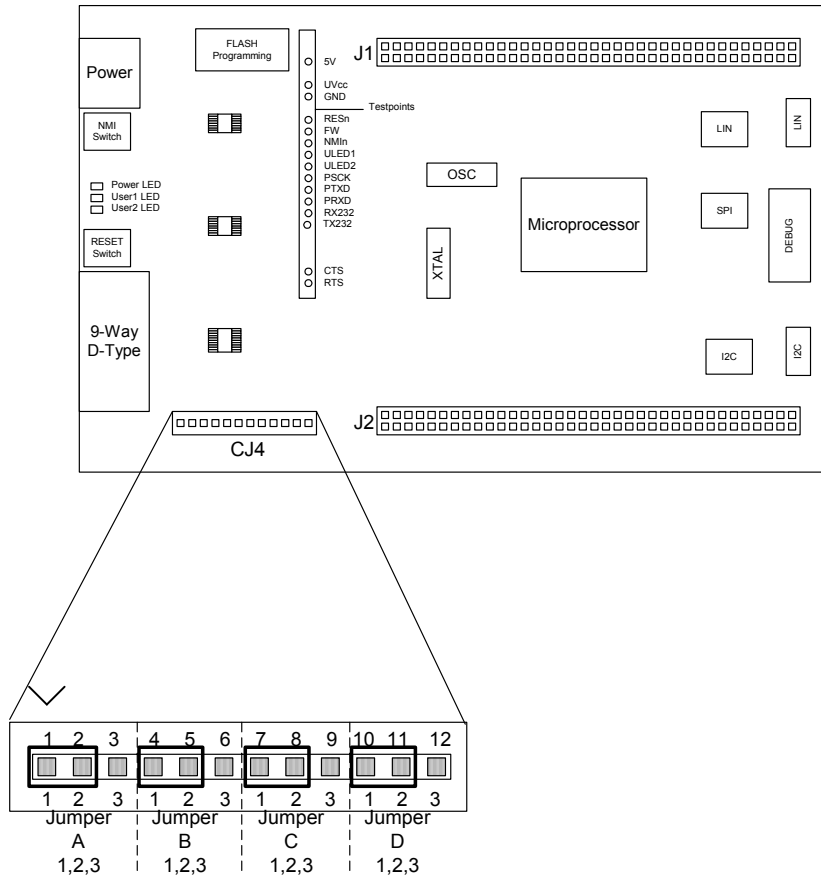 FLASH
Programming
J1
Power
5V
UVcc
GND
Testpoints
NMI
Switch
RESn
FW
NMIn
ULED1
ULED2
PSCK
PTXD
PRXD
RX232
TX232
CTS
RTS
LIN
LIN
OSC
Power LED
User1 LED
User2 LED
Microprocessor
SPI
DEBUG
RESET
Switch
XTAL
9-Way
D-Type
I2C
I2C
J2
CJ4
1 2 3 4 5 6 7 8 9 10 11 12
1 2 3 1 2 3 1 2 3 1 2 3
Jumper Jumper Jumper Jumper
A B C D
1,2,3 1,2,3 1,2,3 1,2,3